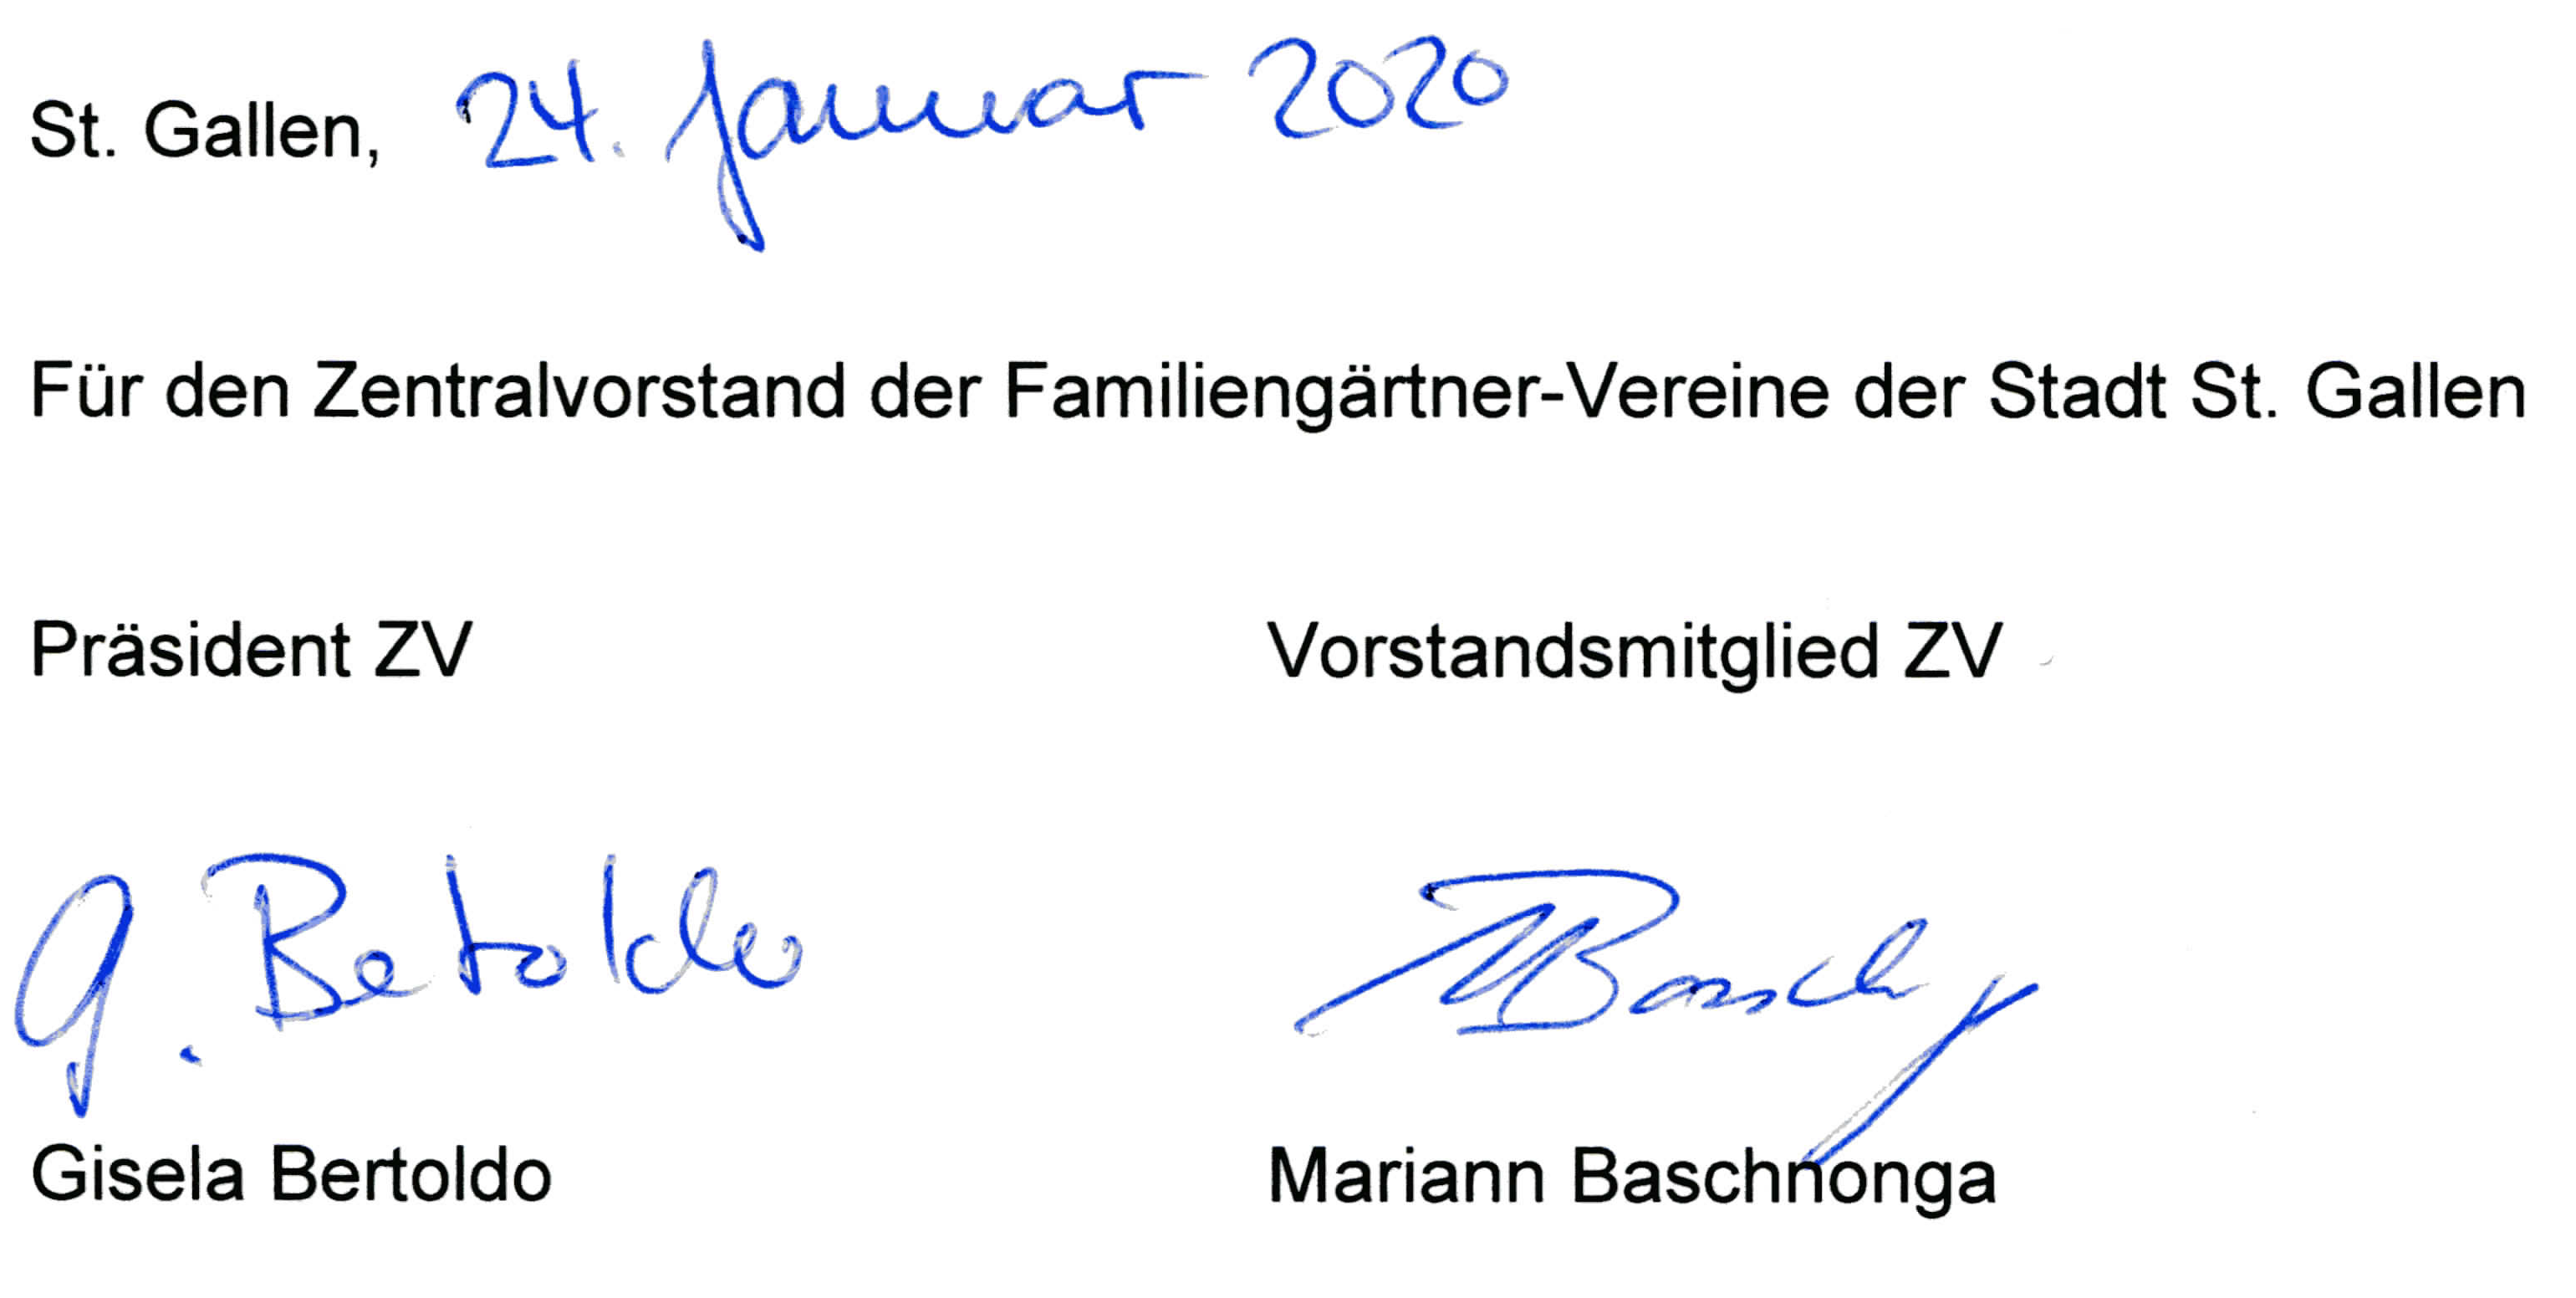 St. Gallen, 24. Januar 2020
Für den Zentralvorstand der Familiengärtner-Vereine der Stadt St. Gallen
Präsident ZV Vorstandsmitglied ZV
G. Bertoldo MBasch
Gisela Bertoldo Mariann Baschnonga